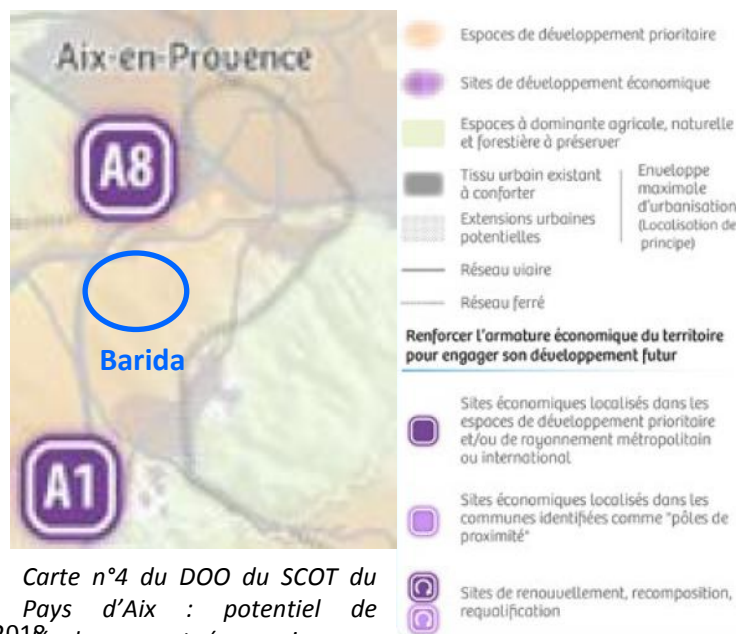 Aix-en-Provence
A8
Barida
A1
Carte n°4 du DOO du SCOT du
Pays d'Aix : potentiel de
Espaces de développement prioritaire
Sites de développement économique
Espaces à dominante agricole, naturelle
et forestière à préserver
Tissu urbain existant
à conforter
Extensions urbaines
potentielles
Enveloppe
maximale
d'urbanisation
(Localisation de
principe)
Réseau viaire
Réseau ferré
Renforcer l'armature économique du territoire
pour engager son développement futur
Sites économiques localisés dans les
espaces de développement prioritaire
et/ou de rayonnement métropolitain
ou international
Sites économiques localisés dans les
communes identifiées comme "pôles de
proximité"
Sites de renouvellement, recomposition,
requalification